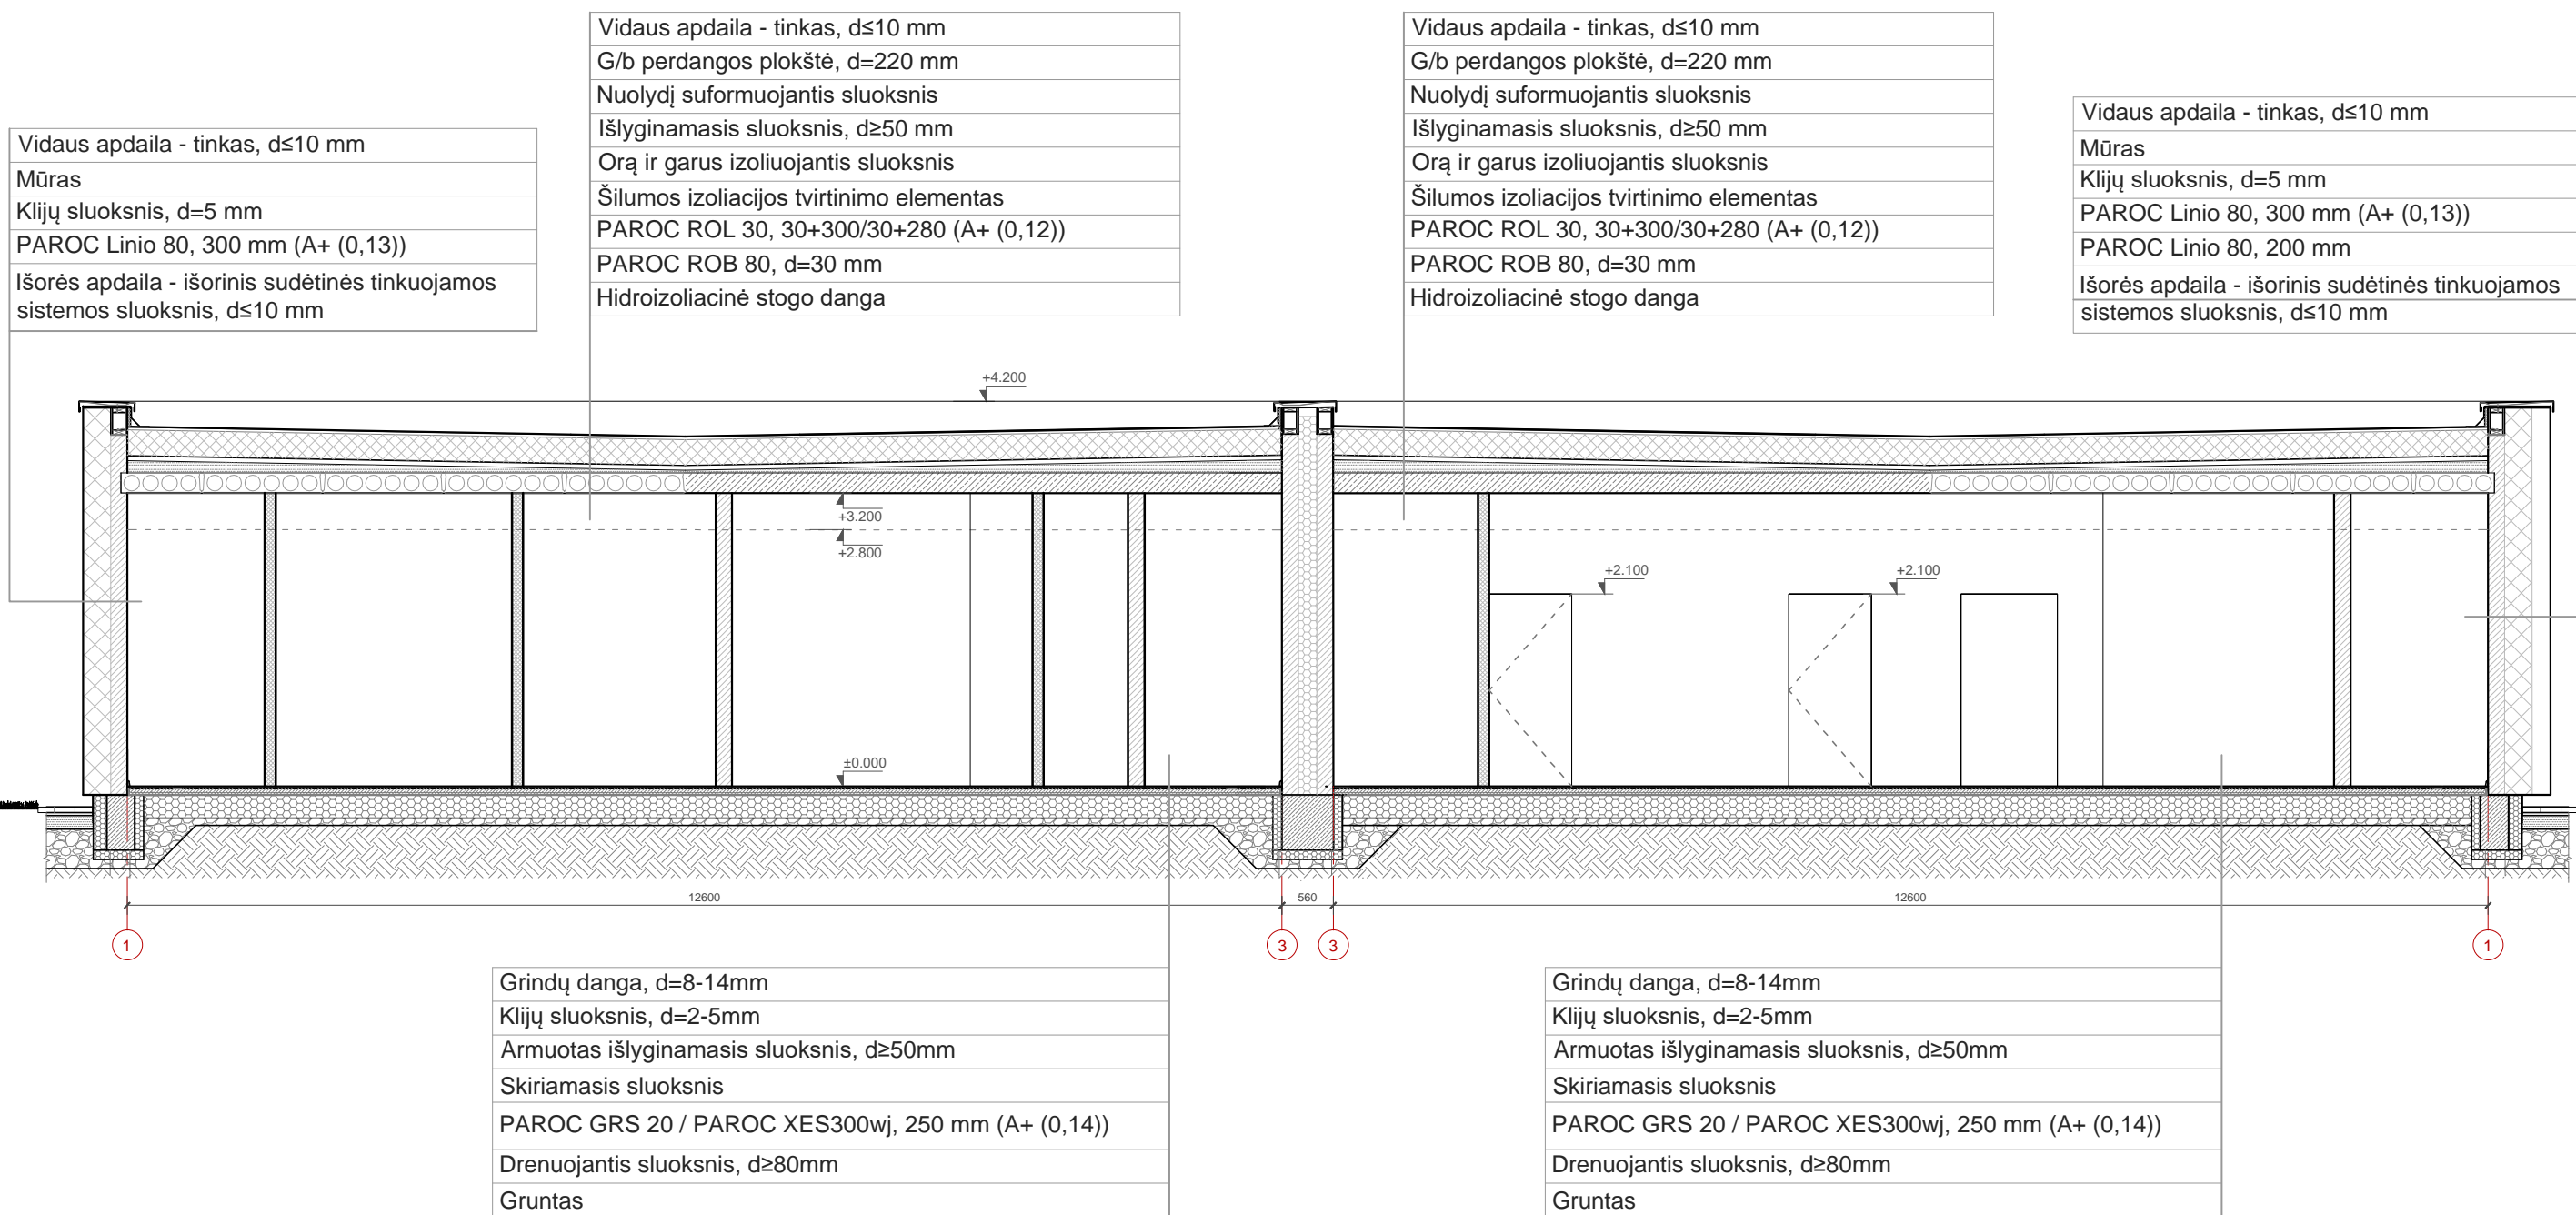 Vidaus apdaila - tinkas, d≤10 mm
Mūras
Klijų sluoksnis, d=5 mm
PAROC Linio 80, 300 mm (A+ (0,13))
Išorės apdaila - išorinis sudėtinės tinkuojamos
sistemos sluoksnis, d≤10 mm
Vidaus apdaila - tinkas, d≤10 mm
G/b perdangos plokštė, d=220 mm
Nuolydį suformuojantis sluoksnis
Išlyginamasis sluoksnis, d≥50 mm
Orą ir garus izoliuojantis sluoksnis
Šilumos izoliacijos tvirtinimo elementas
PAROC ROL 30, 30+300/30+280 (A+ (0,12))
PAROC ROB 80, d=30 mm
Hidroizoliacinė stogo danga
Vidaus apdaila - tinkas, d≤10 mm
G/b perdangos plokštė, d=220 mm
Nuolydį suformuojantis sluoksnis
Išlyginamasis sluoksnis, d≥50 mm
Orą ir garus izoliuojantis sluoksnis
Šilumos izoliacijos tvirtinimo elementas
PAROC ROL 30, 30+300/30+280 (A+ (0,12))
PAROC ROB 80, d=30 mm
Hidroizoliacinė stogo danga
Vidaus apdaila - tinkas, d≤10 mm
Mūras
Klijų sluoksnis, d=5 mm
PAROC Linio 80, 300 mm (A+ (0,13))
PAROC Linio 80, 200 mm
Išorės apdaila - išorinis sudėtinės tinkuojamos
sistemos sluoksnis, d≤10 mm
+4.200
+3.200
+2.800
+2.100
+2.100
±0.000
12600
560
12600
1
3
3
1
Grindų danga, d=8-14mm
Klijų sluoksnis, d=2-5mm
Armuotas išlyginamasis sluoksnis, d≥50mm
Skiriamasis sluoksnis
PAROC GRS 20 / PAROC XES300wj, 250 mm (A+ (0,14))
Drenuojantis sluoksnis, d≥80mm
Gruntas
Grindų danga, d=8-14mm
Klijų sluoksnis, d=2-5mm
Armuotas išlyginamasis sluoksnis, d≥50mm
Skiriamasis sluoksnis
PAROC GRS 20 / PAROC XES300wj, 250 mm (A+ (0,14))
Drenuojantis sluoksnis, d≥80mm
Gruntas